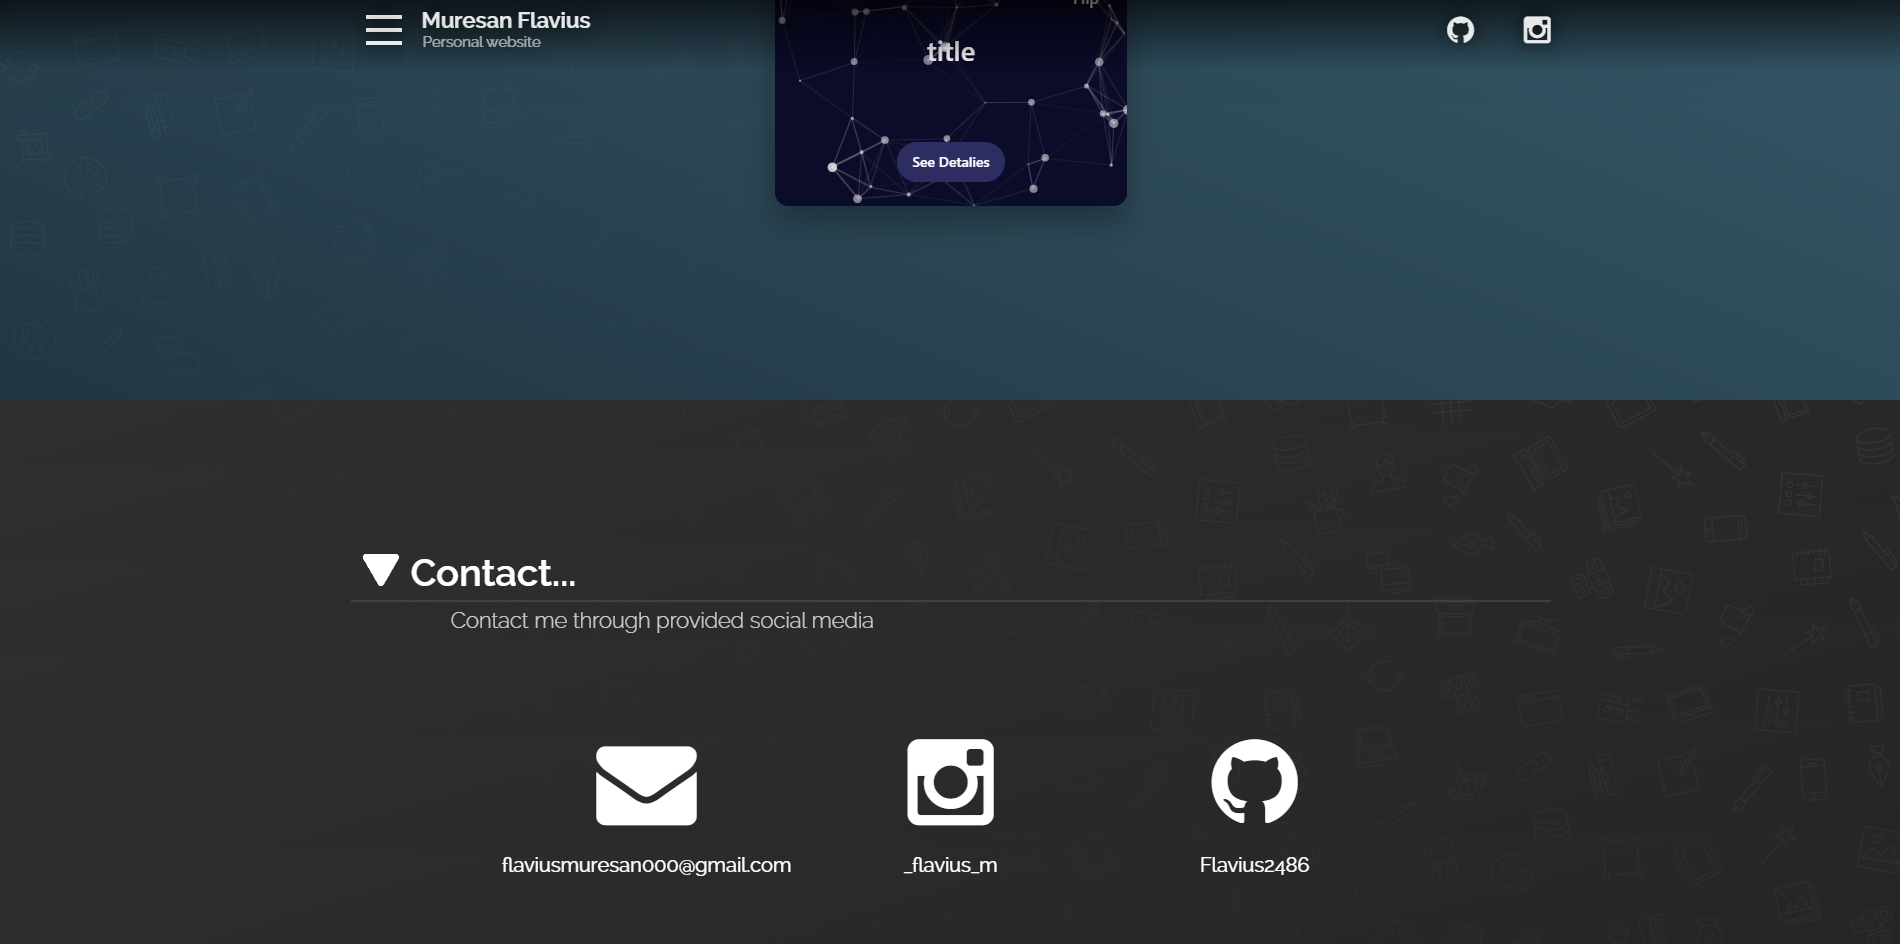 Muresan Flavius
Personal website
title
See Detalies
Contact...
Contact me through provided social media
flaviusmuresan000@gmail.com
_flavius_m
Flavius2486